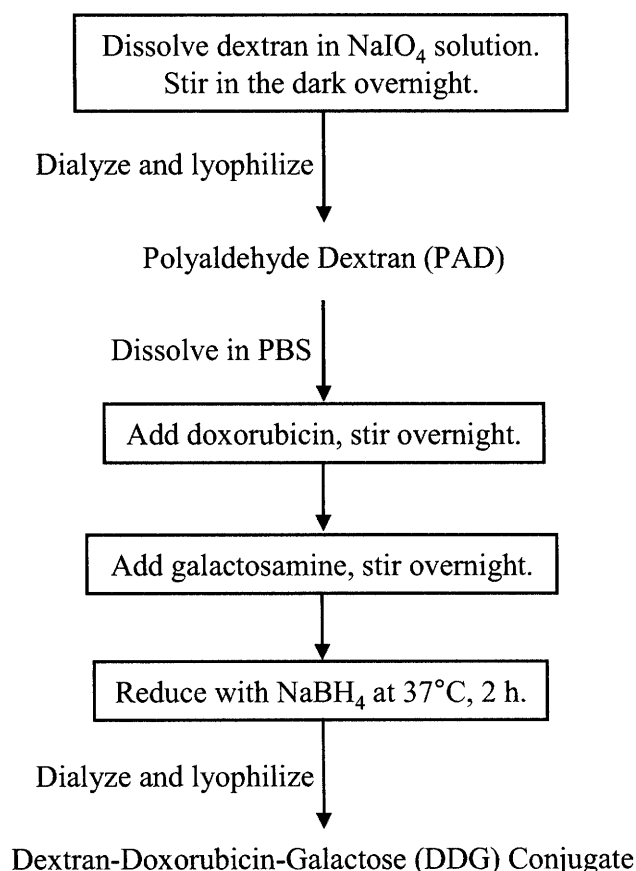 Dissolve dextran in NaIO₄ solution.
Stir in the dark overnight.
Dialyze and lyophilize
Polyaldehyde Dextran (PAD)
Dissolve in PBS
Add doxorubicin, stir overnight.
Add galactosamine, stir overnight.
Reduce with NaBH₄ at 37°C, 2 h.
Dialyze and lyophilize
Dextran-Doxorubicin-Galactose (DDG) Conjugate